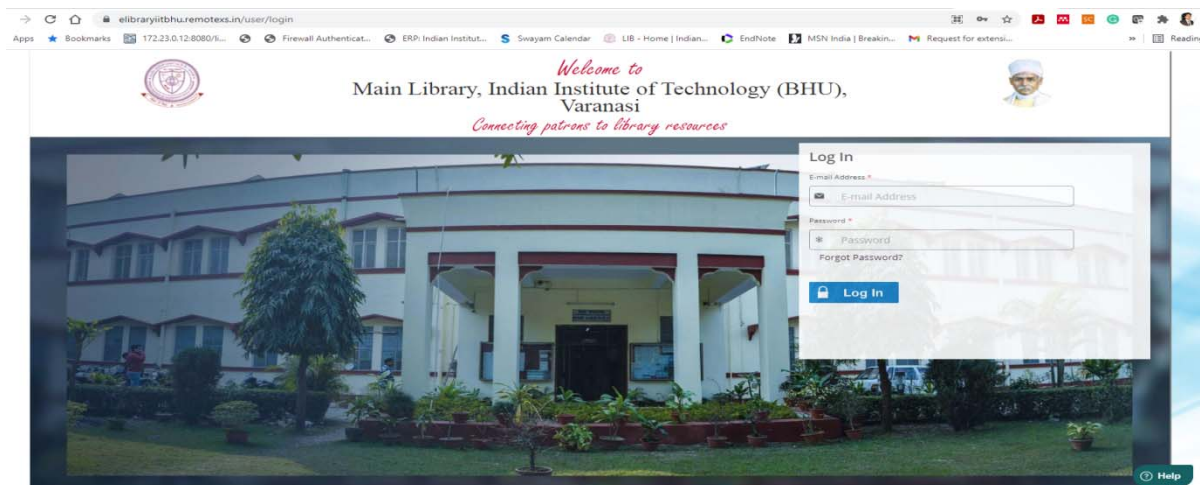 elibraryiitbhu.remotexs.in/user/login
Apps Bookmarks 172.23.0.12:8080/li... Firewall Authenticat... ERP: Indian Institut... Swayam Calendar LIB - Home | Indian... EndNote MSN India | Breakin... Request for extensi... » Reading
Welcome to
Main Library, Indian Institute of Technology (BHU),
Varanasi
Connecting patrons to library resources
Log In
E-mail Address *
E-mail Address
Password *
Password
Forgot Password?
Log In
Help